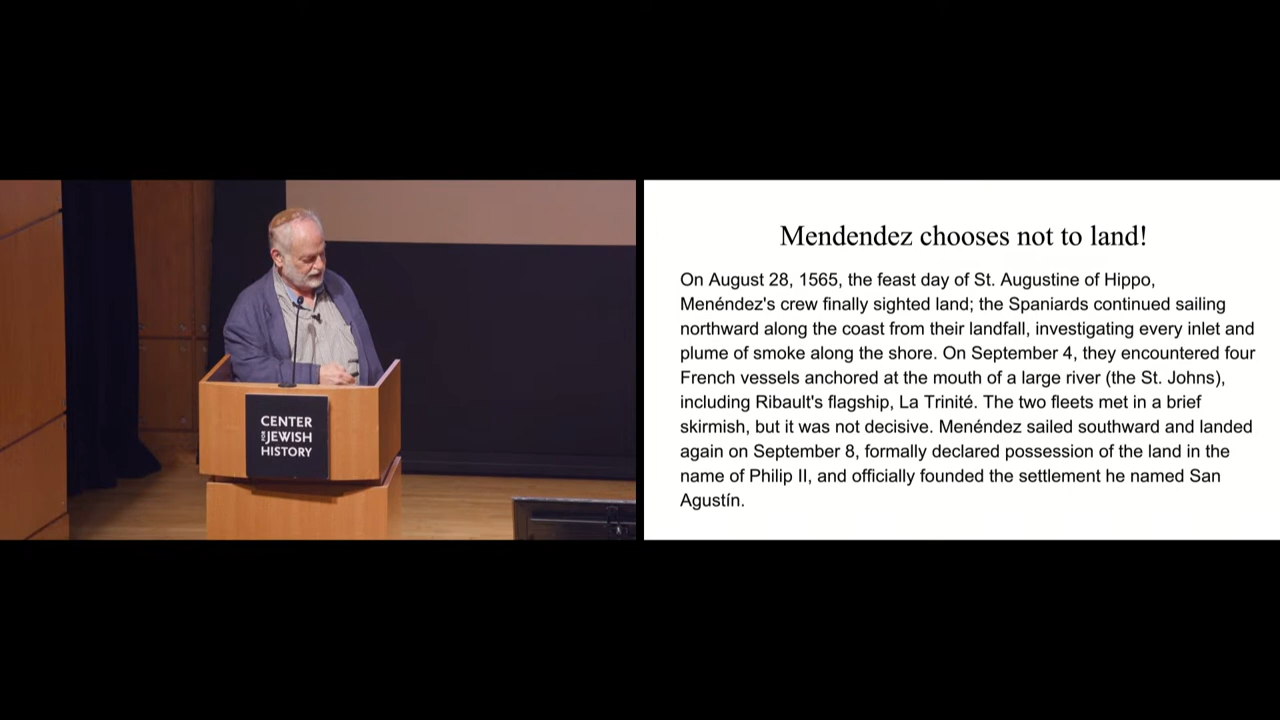 CENTER
FOR JEWISH
HISTORY
Mendendez chooses not to land!
On August 28, 1565, the feast day of St. Augustine of Hippo,
Menéndez's crew finally sighted land; the Spaniards continued sailing
northward along the coast from their landfall, investigating every inlet and
plume of smoke along the shore. On September 4, they encountered four
French vessels anchored at the mouth of a large river (the St. Johns),
including Ribault's flagship, La Trinité. The two fleets met in a brief
skirmish, but it was not decisive. Menéndez sailed southward and landed
again on September 8, formally declared possession of the land in the
name of Philip II, and officially founded the settlement he named San
Agustín.